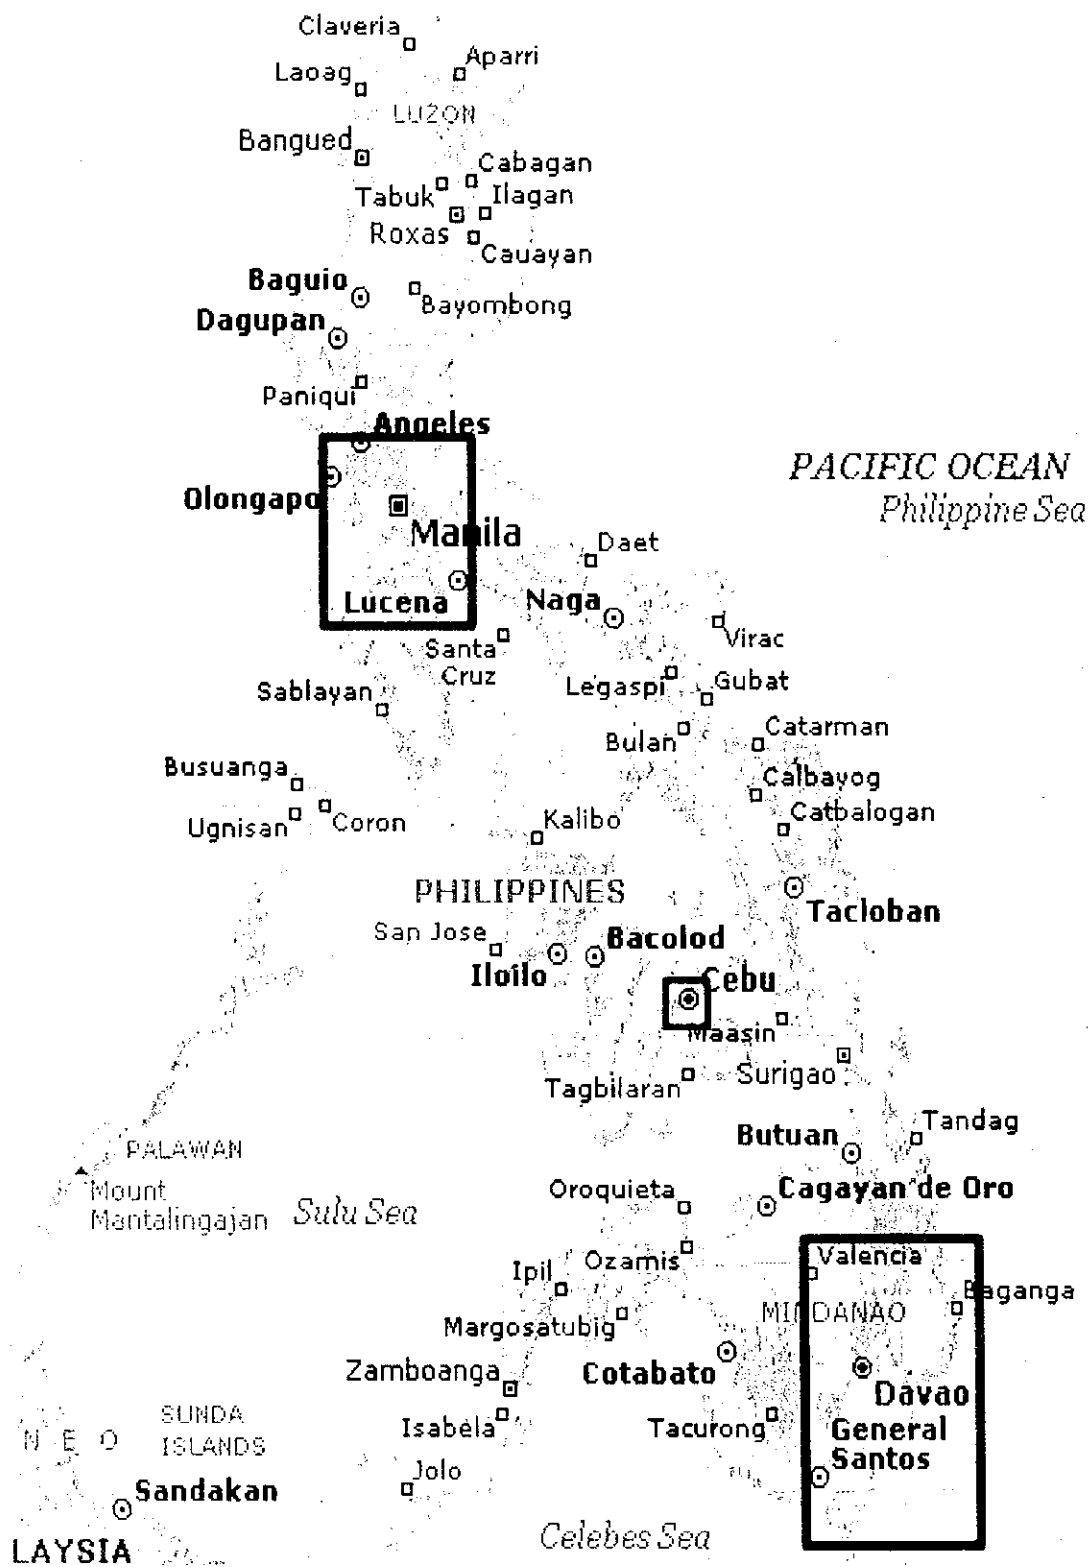 Claveria
Aparri
Laoag
LUZON
Bangued
Cabagan
Tabuk
Ilagan
Roxas
Cauayan
Baguio
Bayombong
Dagupan
Paniqui
Angeles
PACIFIC OCEAN
Philippine Sea
Olongapo
Manila
Daet
Lucena
Naga
Virac
Santa
Cruz
Legaspi
Gubat
Sablayan
Bulan
Catarman
Busuanga
Calbayog
Ugnisan
Coron
Kalibo
Catbalogan
PHILIPPINES
Tacloban
San Jose
Bacolod
Iloilo
Cebu
Maasin
Surigao
Tagbilaran
Butuan
Tandag
PALAWAN
Mount
Mantalingajan
Sulu Sea
Oroquieta
Cagayan de Oro
Ozamis
Valencia
Ipil
Baganga
MINDANAO
Margosatubig
Cotabato
Zamboanga
Davao
Isabela
Tacurong
General
Santos
SUNDA
ISLANDS
N E O
Jolo
Sandakan
Celebes Sea
LAYSIA